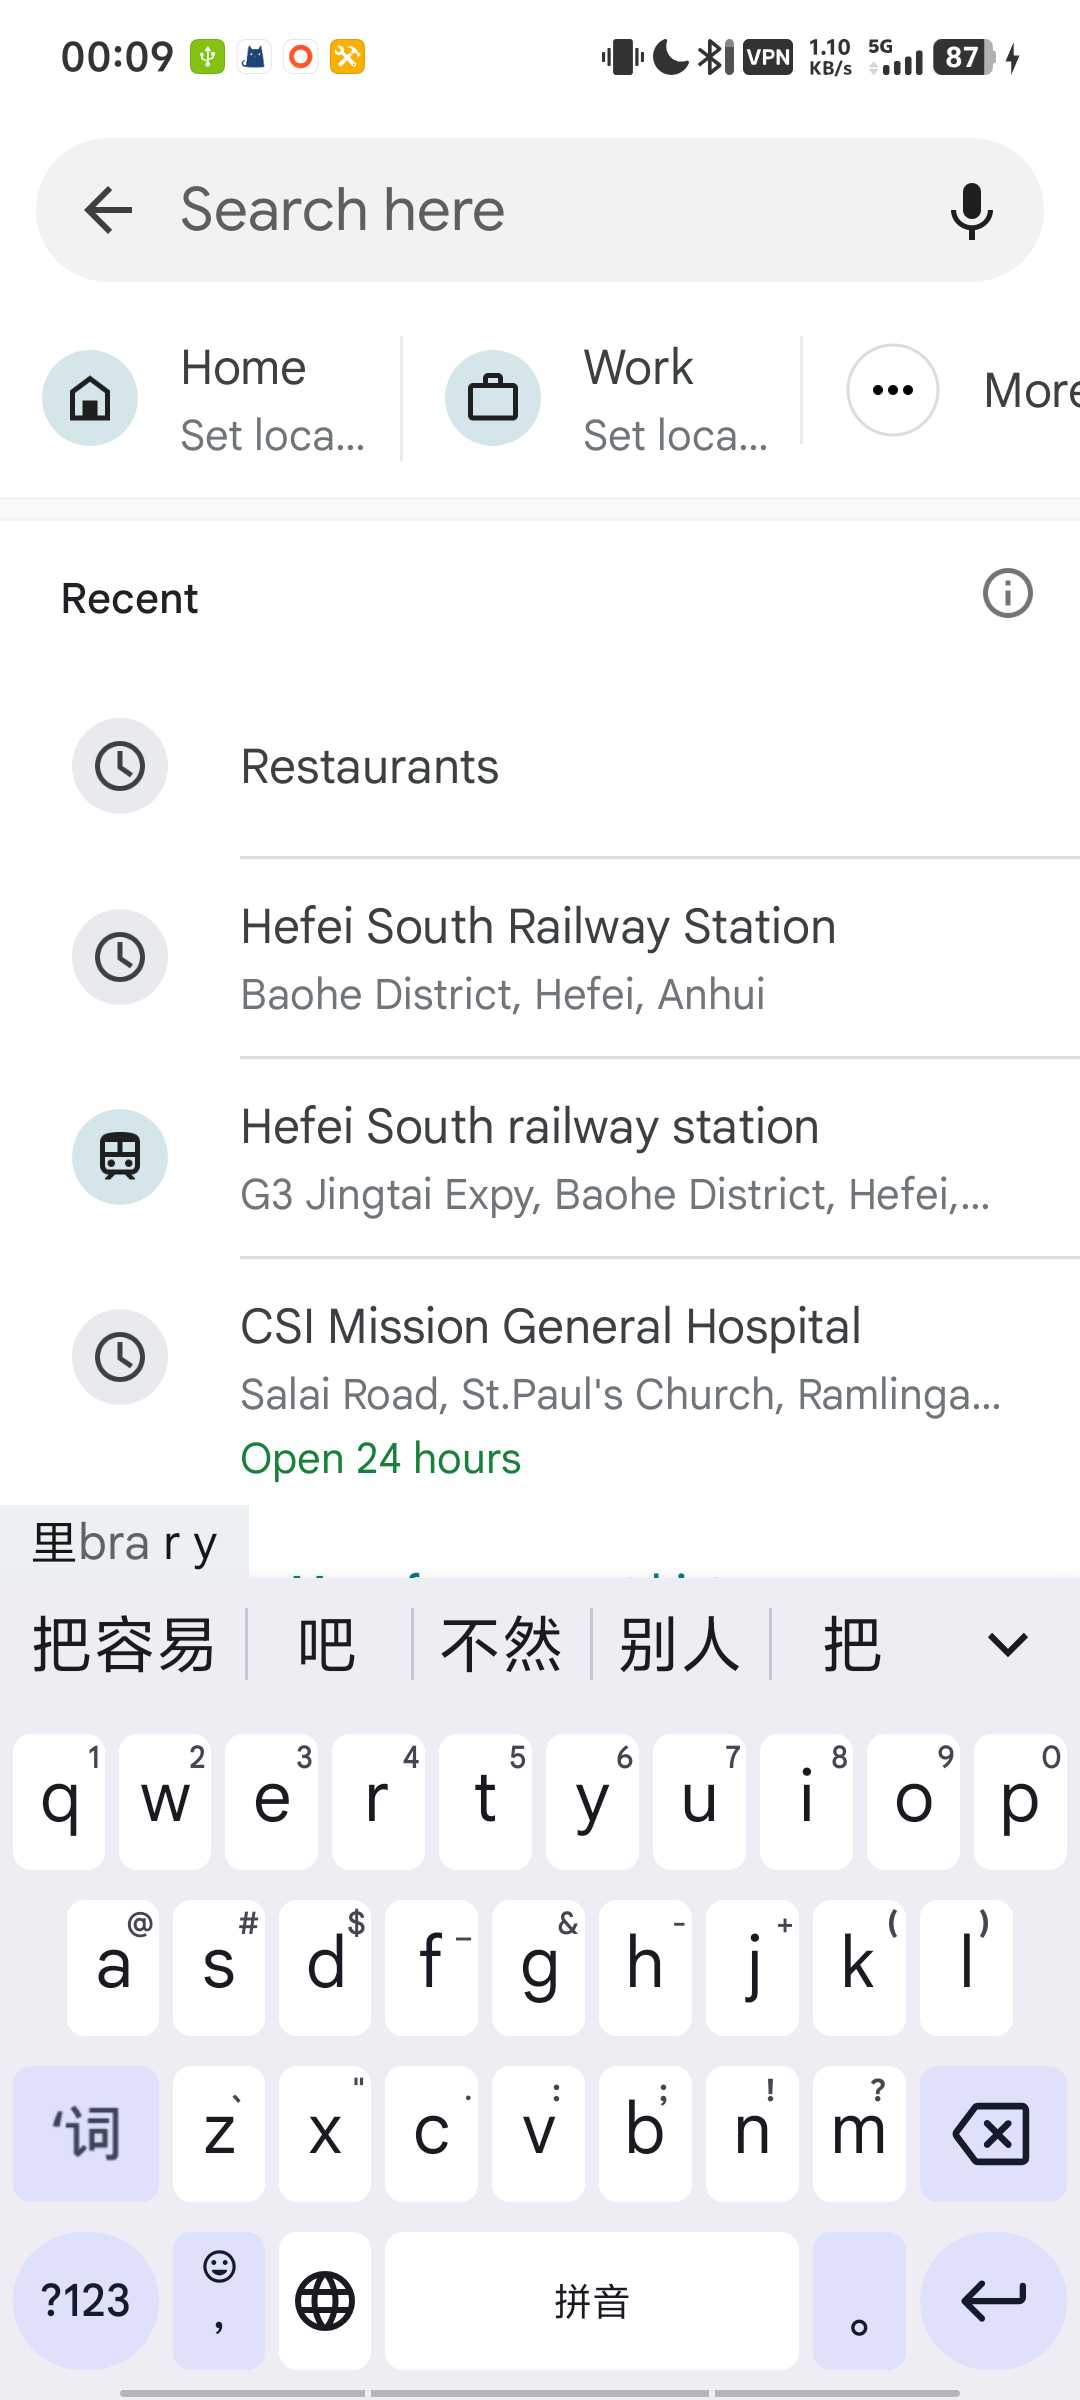 00:09 VPN 1.10 KB/s 5G 87
Search here
Home
Set loca...
Work
Set loca...
More
Recent
Restaurants
Hefei South Railway Station
Baohe District, Hefei, Anhui
Hefei South railway station
G3 Jingtai Expy, Baohe District, Hefei,...
CSI Mission General Hospital
Salai Road, St.Paul's Church, Ramlinga...
Open 24 hours
里bra r y
把容易 吧 不然 别人 把
1 2 3 4 5 6 7 8 9 0
q w e r t y u i o p
@ # $ _ & - + ( )
a s d f g h j k l
、 " . : ; ! ?
'词 z x c v b n m
?123 , 拼音 。